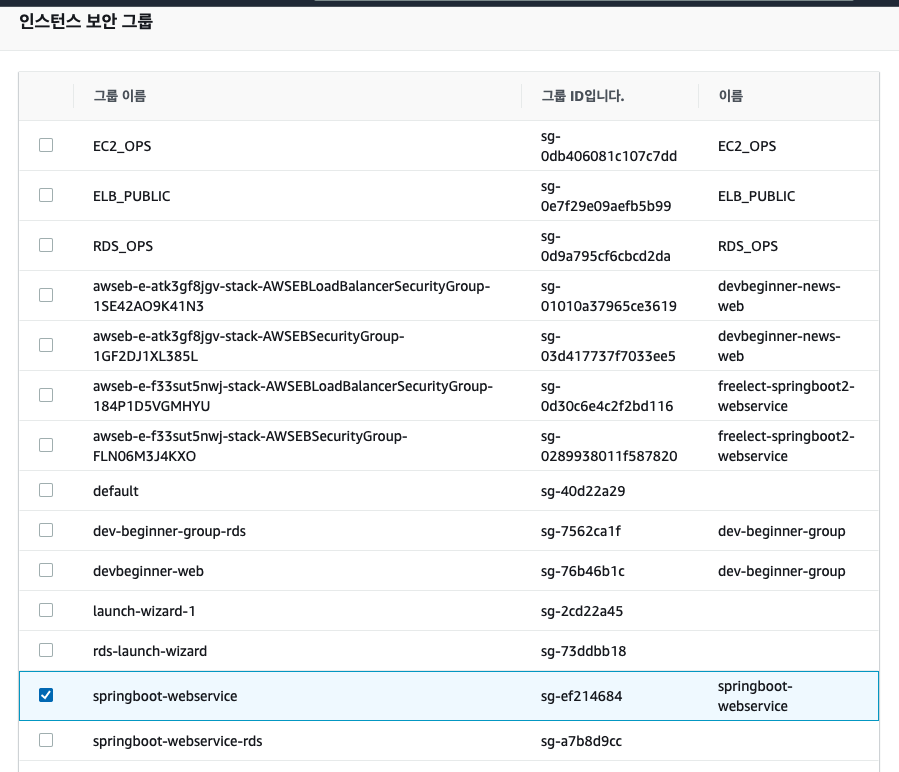 인스턴스 보안 그룹
그룹 이름
그룹 ID입니다.
이름
EC2_OPS
sg-
0db406081c107c7dd
EC2_OPS
ELB_PUBLIC
sg-
0e7f29e09aefb5b99
ELB_PUBLIC
RDS_OPS
sg-
0d9a795cf6cbcd2da
RDS_OPS
awseb-e-atk3gf8jgv-stack-AWSEBLoadBalancerSecurityGroup-
1SE42AO9K41N3
sg-
01010a37965ce3619
devbeginner-news-
web
awseb-e-atk3gf8jgv-stack-AWSEBSecurityGroup-
1GF2DJ1XL385L
sg-
03d417737f7033ee5
devbeginner-news-
web
awseb-e-f33sut5nwj-stack-AWSEBLoadBalancerSecurityGroup-
184P1D5VGMHYU
sg-
0d30c6e4c2f2bd116
freelect-springboot2-
webservice
awseb-e-f33sut5nwj-stack-AWSEBSecurityGroup-
FLN06M3J4KXO
sg-
0289938011f587820
freelect-springboot2-
webservice
default
sg-40d22a29
dev-beginner-group-rds
sg-7562ca1f
dev-beginner-group
devbeginner-web
sg-76b46b1c
dev-beginner-group
launch-wizard-1
sg-2cd22a45
rds-launch-wizard
sg-73ddbb18
springboot-webservice
sg-ef214684
springboot-
webservice
springboot-webservice-rds
sg-a7b8d9cc